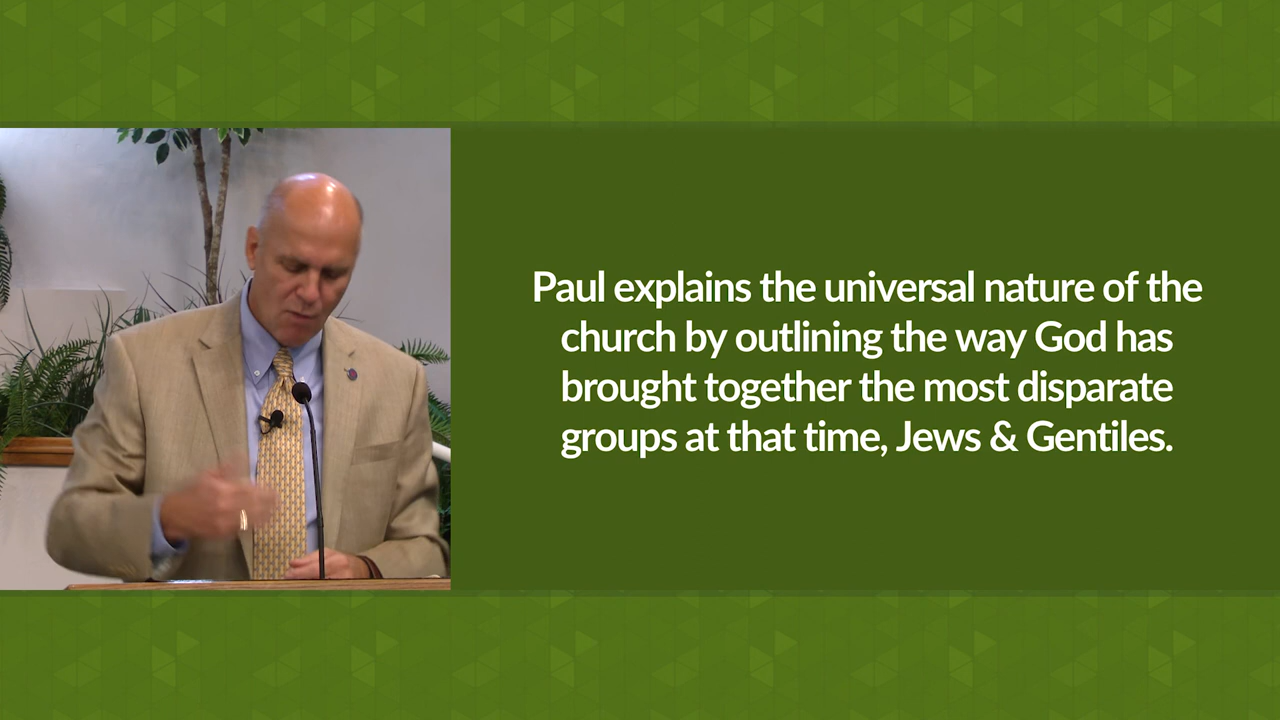 Paul explains the universal nature of the
church by outlining the way God has
brought together the most disparate
groups at that time, Jews & Gentiles.